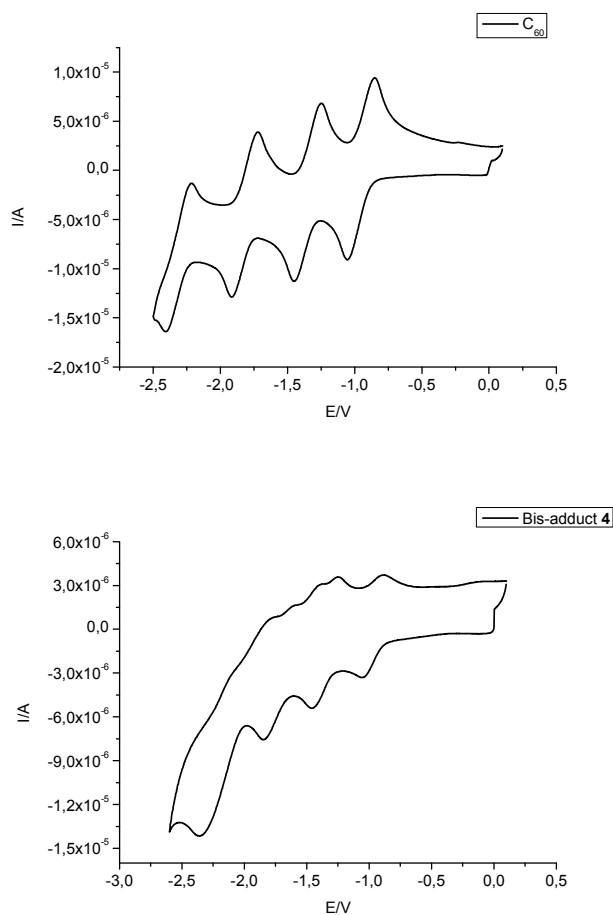 C60
1,0x10-5
5,0x10-6
0,0
-5,0x10-6
-1,0x10-5
-1,5x10-5
-2,0x10-5
I/A
-2,5 -2,0 -1,5 -1,0 -0,5 0,0 0,5
E/V
Bis-adduct 4
6,0x10-6
3,0x10-6
0,0
-3,0x10-6
-6,0x10-6
-9,0x10-6
-1,2x10-5
-1,5x10-5
I/A
-3,0 -2,5 -2,0 -1,5 -1,0 -0,5 0,0 0,5
E/V